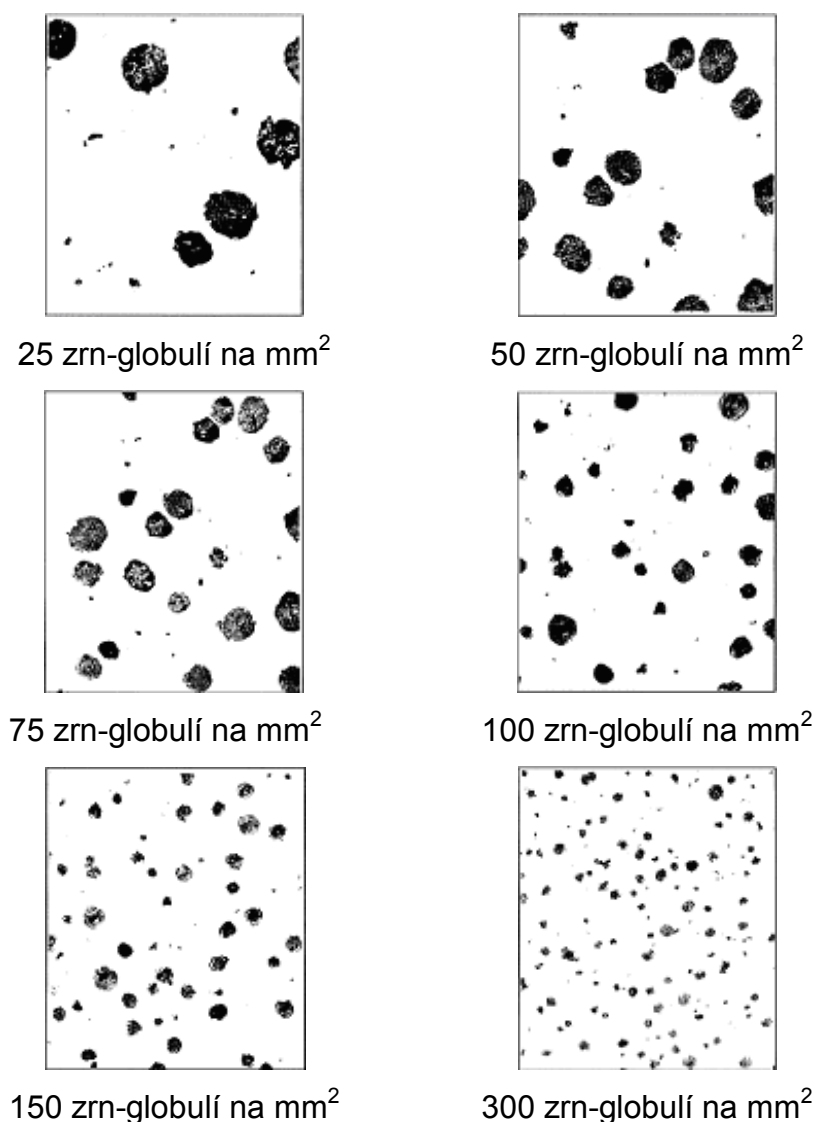 25 zrn-globulí na mm²
50 zrn-globulí na mm²
75 zrn-globulí na mm²
100 zrn-globulí na mm²
150 zrn-globulí na mm²
300 zrn-globulí na mm²